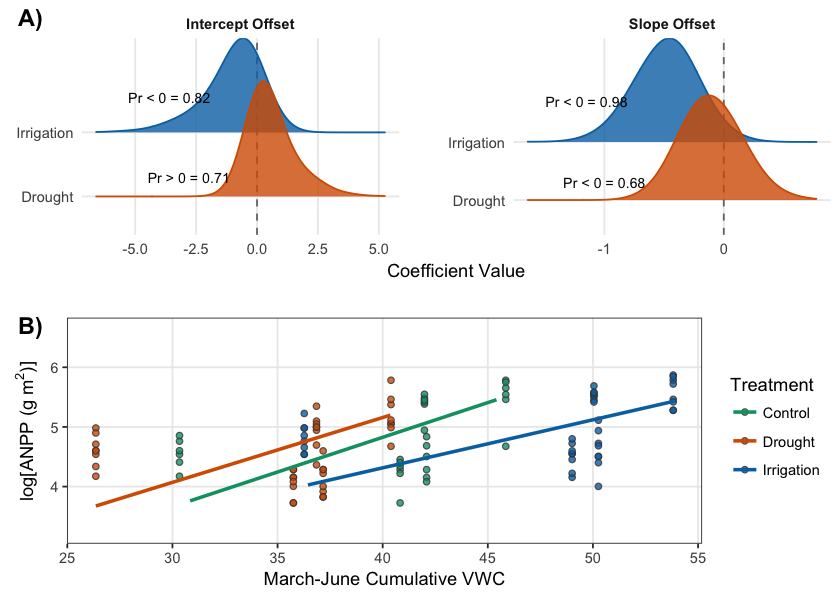 A)
Intercept Offset
Slope Offset
Pr < 0 = 0.82
Irrigation
Pr > 0 = 0.71
Drought
-5.0 -2.5 0.0 2.5 5.0
Pr < 0 = 0.98
Irrigation
Pr < 0 = 0.68
Drought
-1 0
Coefficient Value
B)
log[ANPP (g m²)]
6
5
4
25 30 35 40 45 50 55
March-June Cumulative VWC
Treatment
Control
Drought
Irrigation